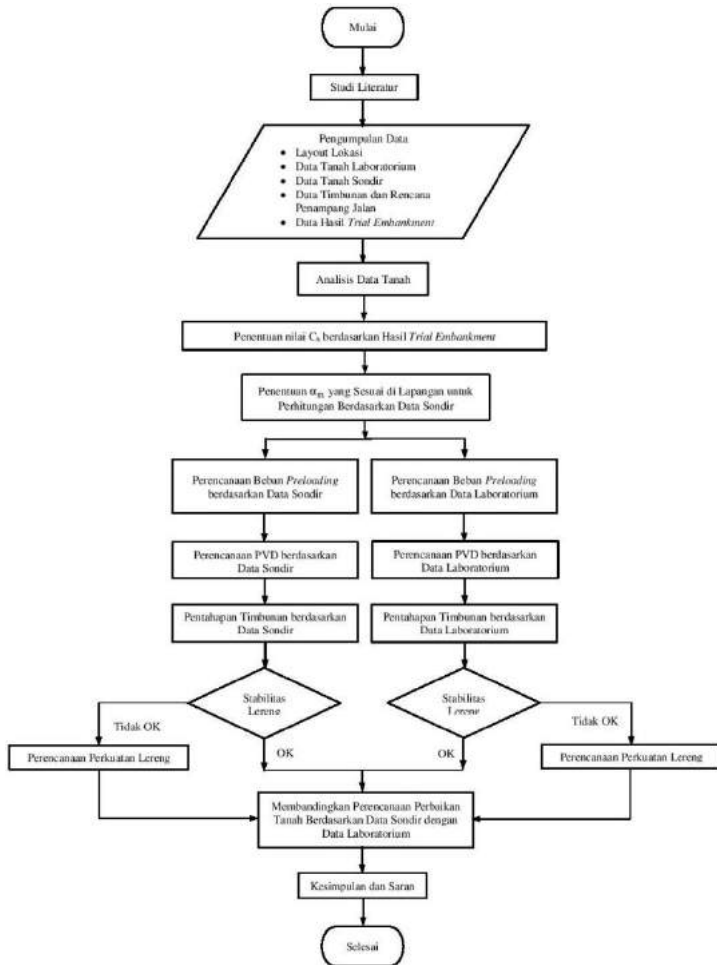 Mulai
Studi Literatur
Pengumpulan Data
• Layout Lokasi
• Data Tanah Laboratorium
• Data Tanah Sondir
• Data Timbunan dan Rencana
Penampang Jalan
• Data Hasil Trial Embankment
Analisis Data Tanah
Penentuan nilai Cₕ berdasarkan Hasil Trial Embankment
Penentuan αₘ yang Sesuai di Lapangan untuk
Perhitungan Berdasarkan Data Sondir
Perencanaan Beban Preloading
berdasarkan Data Sondir
Perencanaan Beban Preloading
berdasarkan Data Laboratorium
Perencanaan PVD berdasarkan
Data Sondir
Perencanaan PVD berdasarkan
Data Laboratorium
Pentahapan Timbunan berdasarkan
Data Sondir
Pentahapan Timbunan berdasarkan
Data Laboratorium
Stabilitas
Lereng
Stabilitas
Lereng
Tidak OK
Tidak OK
OK
OK
Perencanaan Perkuatan Lereng
Perencanaan Perkuatan Lereng
Membandingkan Perencanaan Perbaikan
Tanah Berdasarkan Data Sondir dengan
Data Laboratorium
Kesimpulan dan Saran
Selesai